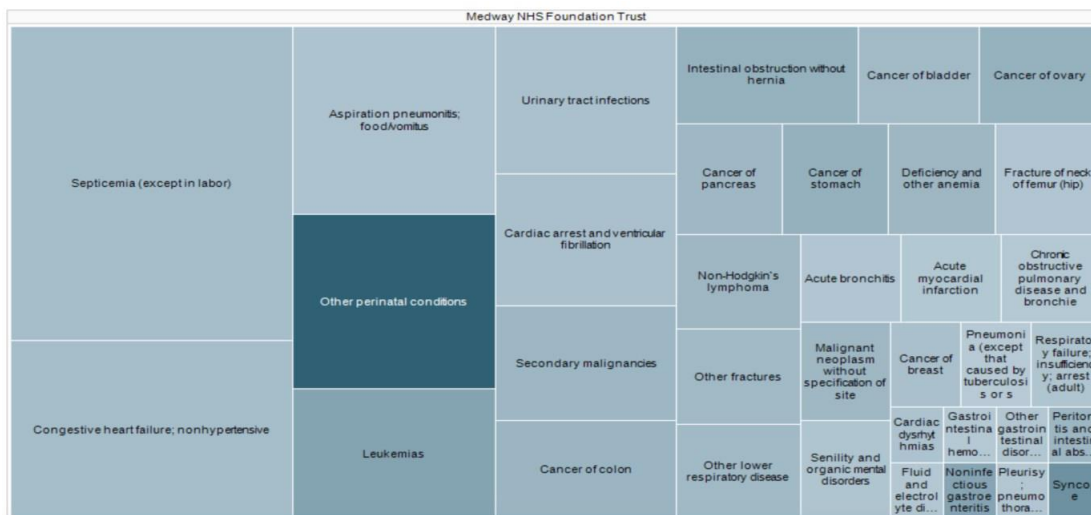 Medway NHS Foundation Trust
Septicemia (except in labor)
Congestive heart failure; nonhypertensive
Aspiration pneumonitis;
food/vomitus
Other perinatal conditions
Leukemias
Urinary tract infections
Cardiac arrest and ventricular
fibrillation
Secondary malignancies
Cancer of colon
Intestinal obstruction without
hernia
Cancer of bladder
Cancer of ovary
Cancer of
pancreas
Cancer of
stomach
Deficiency and
other anemia
Fracture of neck
of femur (hip)
Non-Hodgkin's
lymphoma
Acute bronchitis
Acute
myocardial
infarction
Chronic
obstructive
pulmonary
disease and
bronchie
Other fractures
Malignant
neoplasm
without
specification of
site
Cancer of
breast
Pneumoni
a (except
that
caused by
tuberculosi
s or s
Respirato
ry failure;
insufficienc
y; arrest
(adult)
Other lower
respiratory disease
Senility and
organic mental
disorders
Cardiac
dysrhyt
hmias
Gastroi
ntestina
l
hemo...
Other
gastroin
testinal
disor...
Periton
tis and
intestin
al abs...
Fluid
and
electrol
yte di...
Noninfe
ctious
gastroe
nteritis
Pleurisy
; pneumo
thora...
Synco
e